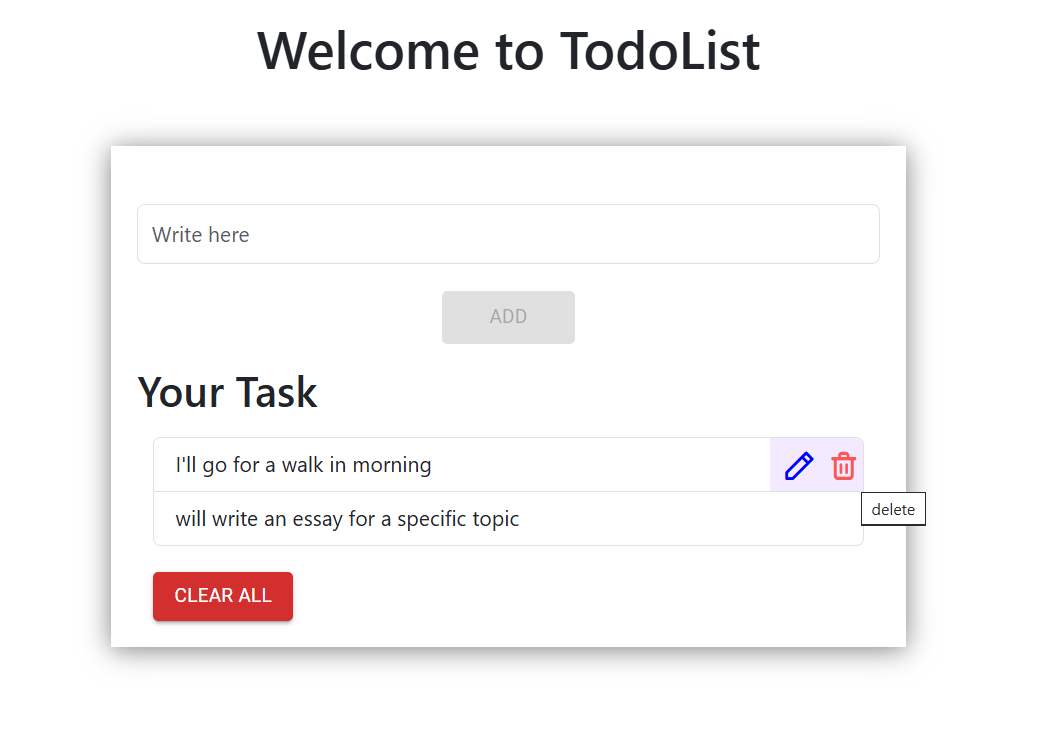 Welcome to TodoList
Write here
ADD
Your Task
I'll go for a walk in morning
will write an essay for a specific topic
delete
CLEAR ALL